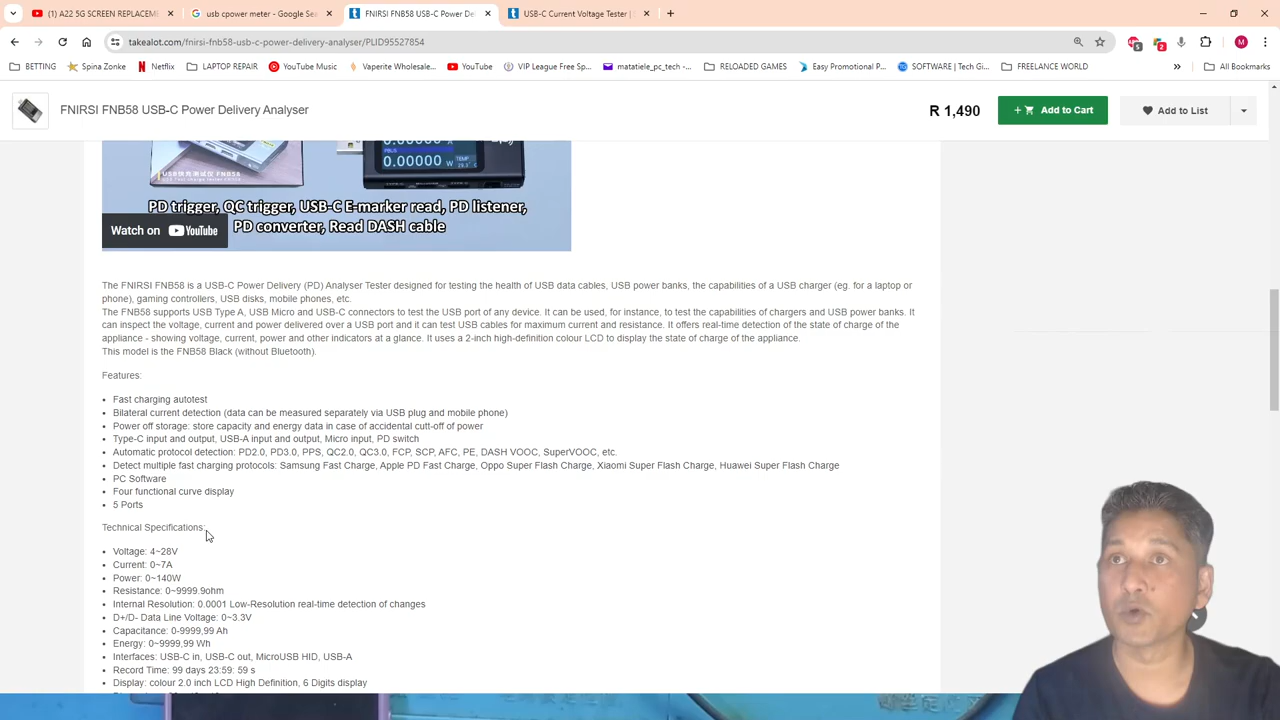 (1) A22 5G SCREEN REPLACEME
usb cpower meter - Google Sea
FNIRSI FNB58 USB-C Power De
USB-C Current Voltage Tester |
takealot.com/fnirsi-fnb58-usb-c-power-delivery-analyser/PLID95527854
5
2
M
BETTING
Spina Zonke
Netflix
LAPTOP REPAIR
YouTube Music
Vaperite Wholesale...
YouTube
VIP League Free Sp...
matatiele_pc_tech -...
RELOADED GAMES
Easy Promotional P...
SOFTWARE | Tech Gi...
FREELANCE WORLD
All Bookmarks
FNIRSI FNB58 USB-C Power Delivery Analyser
R 1,490
+ Add to Cart
Add to List
0.00000
0.00000 W
TEMP
PD trigger, QC trigger, USB-C E-marker read, PD listener,
PD converter, Read DASH cable
Watch on YouTube
The FNIRSI FNB58 is a USB-C Power Delivery (PD) Analyser Tester designed for testing the health of USB data cables, USB power banks, the capabilities of a USB charger (eg. for a laptop or
phone), gaming controllers, USB disks, mobile phones, etc.
The FNB58 supports USB Type A, USB Micro and USB-C connectors to test the USB port of any device. It can be used, for instance, to test the capabilities of chargers and USB power banks. It
can inspect the voltage, current and power delivered over a USB port and it can test USB cables for maximum current and resistance. It offers real-time detection of the state of charge of the
appliance - showing voltage, current, power and other indicators at a glance. It uses a 2-inch high-definition colour LCD to display the state of charge of the appliance.
This model is the FNB58 Black (without Bluetooth).
Features:
• Fast charging autotest
• Bilateral current detection (data can be measured separately via USB plug and mobile phone)
• Power off storage: store capacity and energy data in case of accidental cutt-off of power
• Type-C input and output, USB-A input and output, Micro input, PD switch
• Automatic protocol detection: PD2.0, PD3.0, PPS, QC2.0, QC3.0, FCP, SCP, AFC, PE, DASH VOOC, SuperVOOC, etc.
• Detect multiple fast charging protocols: Samsung Fast Charge, Apple PD Fast Charge, Oppo Super Flash Charge, Xiaomi Super Flash Charge, Huawei Super Flash Charge
• PC Software
• Four functional curve display
• 5 Ports
Technical Specifications:
• Voltage: 4~28V
• Current: 0~7A
• Power: 0~140W
• Resistance: 0~9999.9ohm
• Internal Resolution: 0.0001 Low-Resolution real-time detection of changes
• D+/D- Data Line Voltage: 0~3.3V
• Capacitance: 0-9999,99 Ah
• Energy: 0~9999,99 Wh
• Interfaces: USB-C in, USB-C out, MicroUSB HID, USB-A
• Record Time: 99 days 23:59: 59 s
• Display: colour 2.0 inch LCD High Definition, 6 Digits display